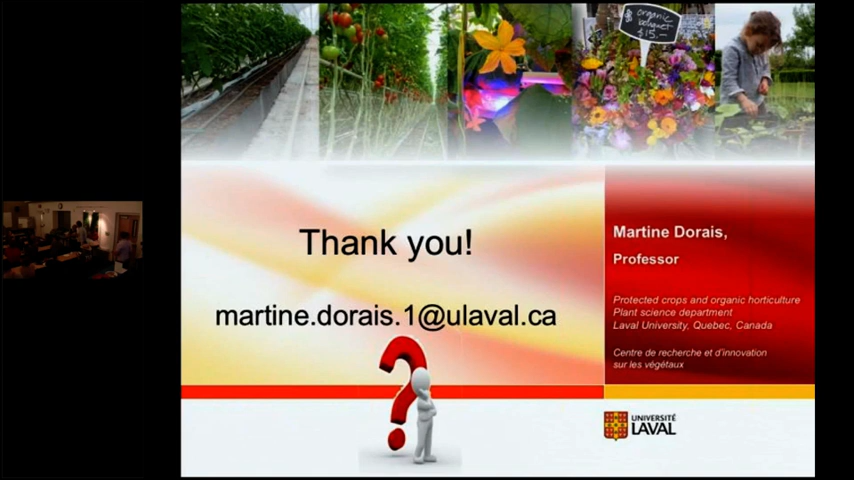 organic
bouquet
$15.-
Thank you!
martine.dorais.1@ulaval.ca
Martine Dorais,
Professor
Protected crops and organic horticulture
Plant science department
Laval University, Quebec, Canada
Centre de recherche et d'innovation
sur les végétaux
UNIVERSITÉ
LAVAL